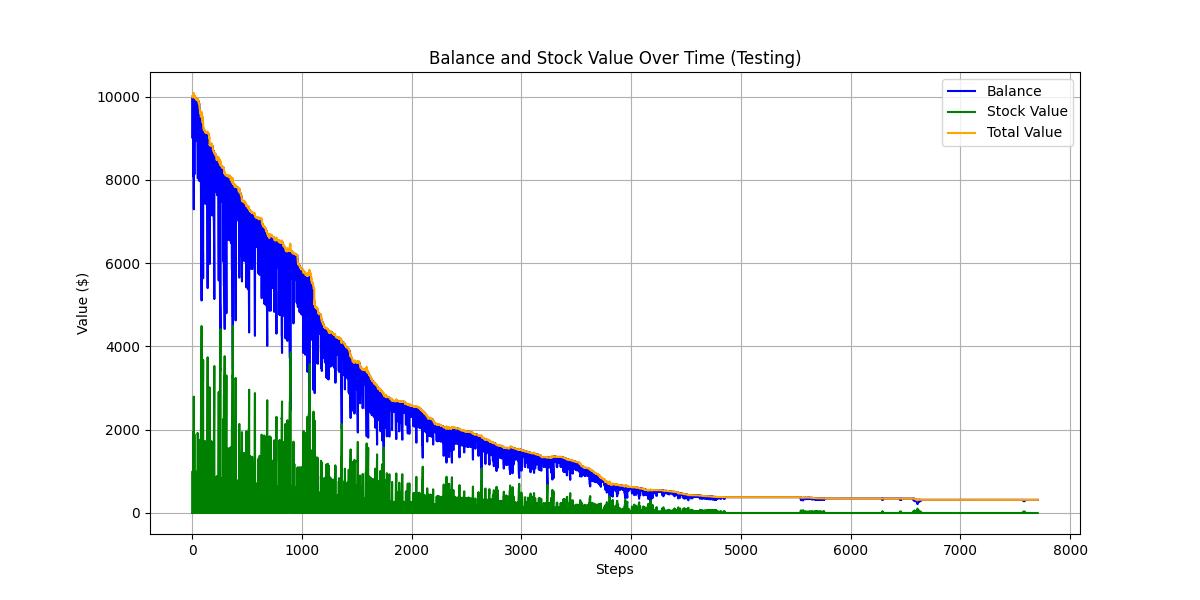 Balance and Stock Value Over Time (Testing)
Balance
Stock Value
Total Value
Value ($)
10000
8000
6000
4000
2000
0
0 1000 2000 3000 4000 5000 6000 7000 8000
Steps